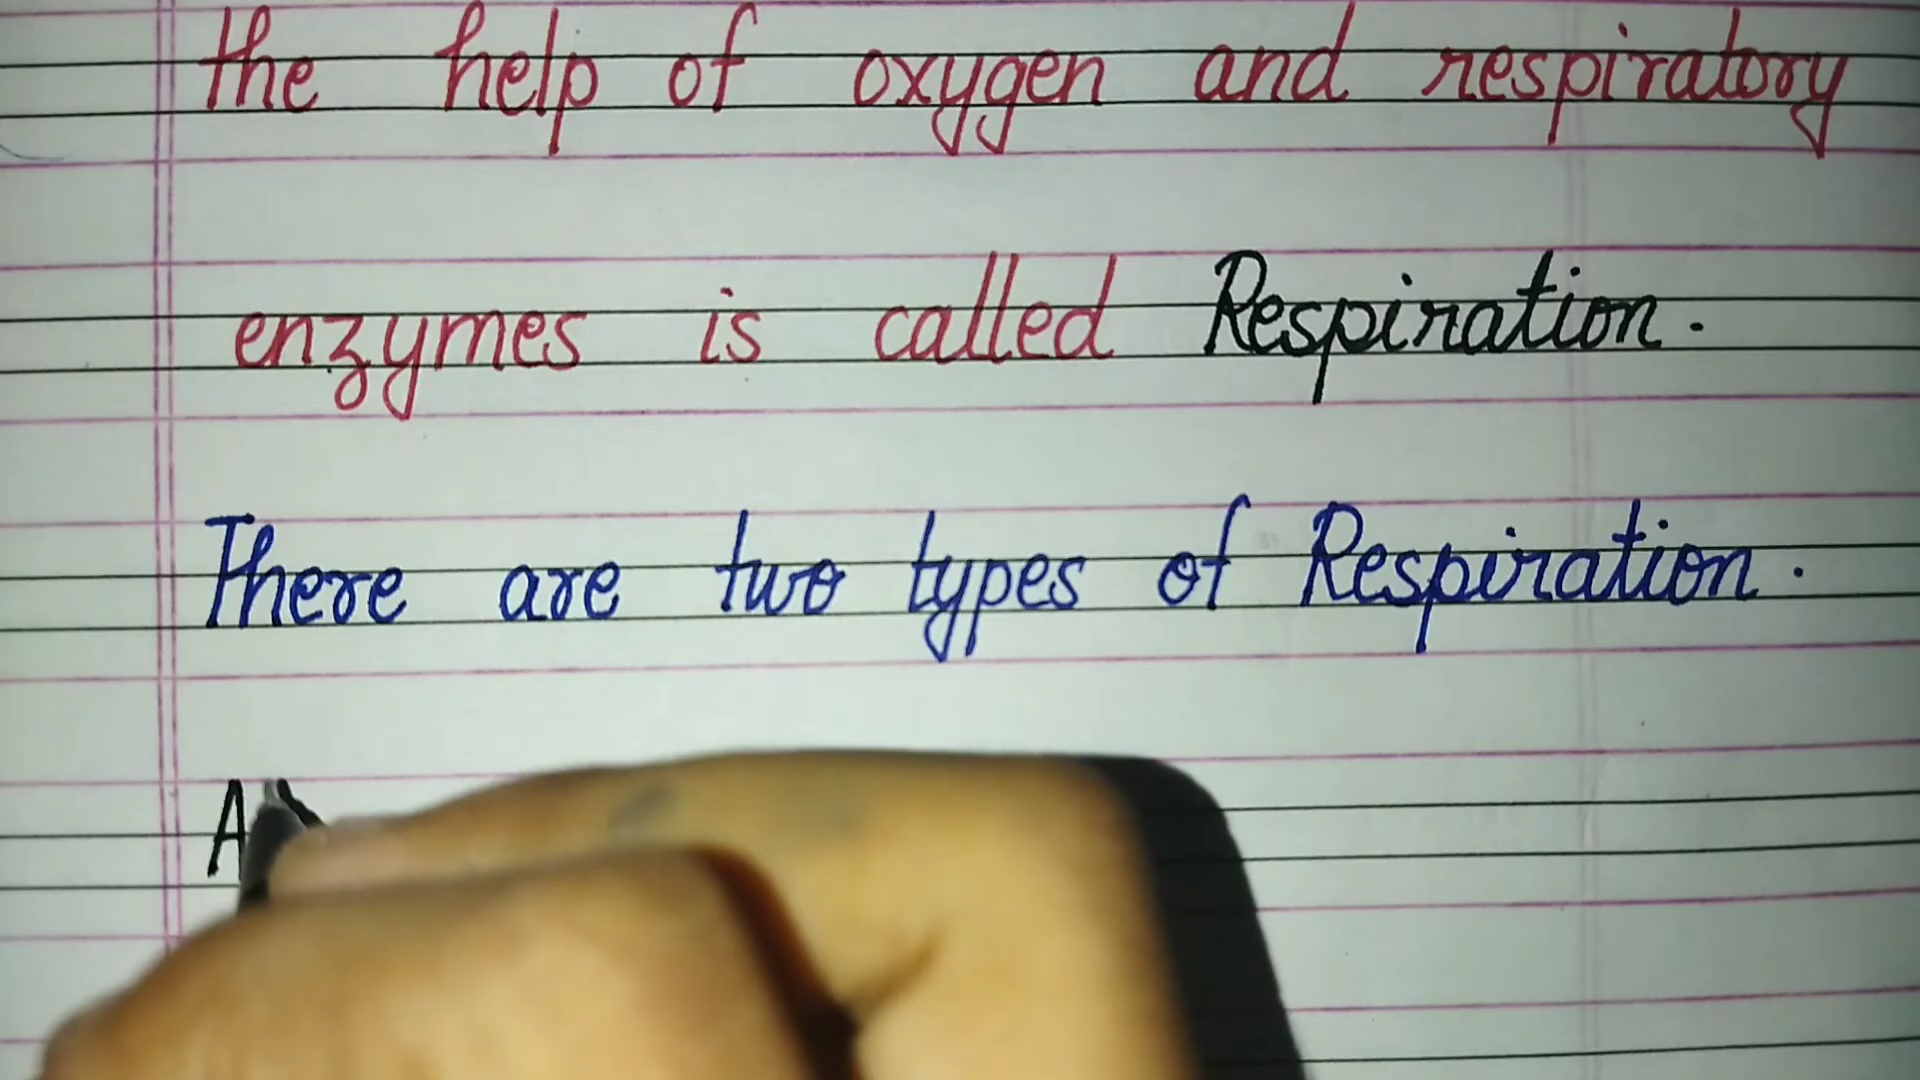 the help of oxygen and respiratory
enzymes is called Respiration.
There are two types of Respiration.
A